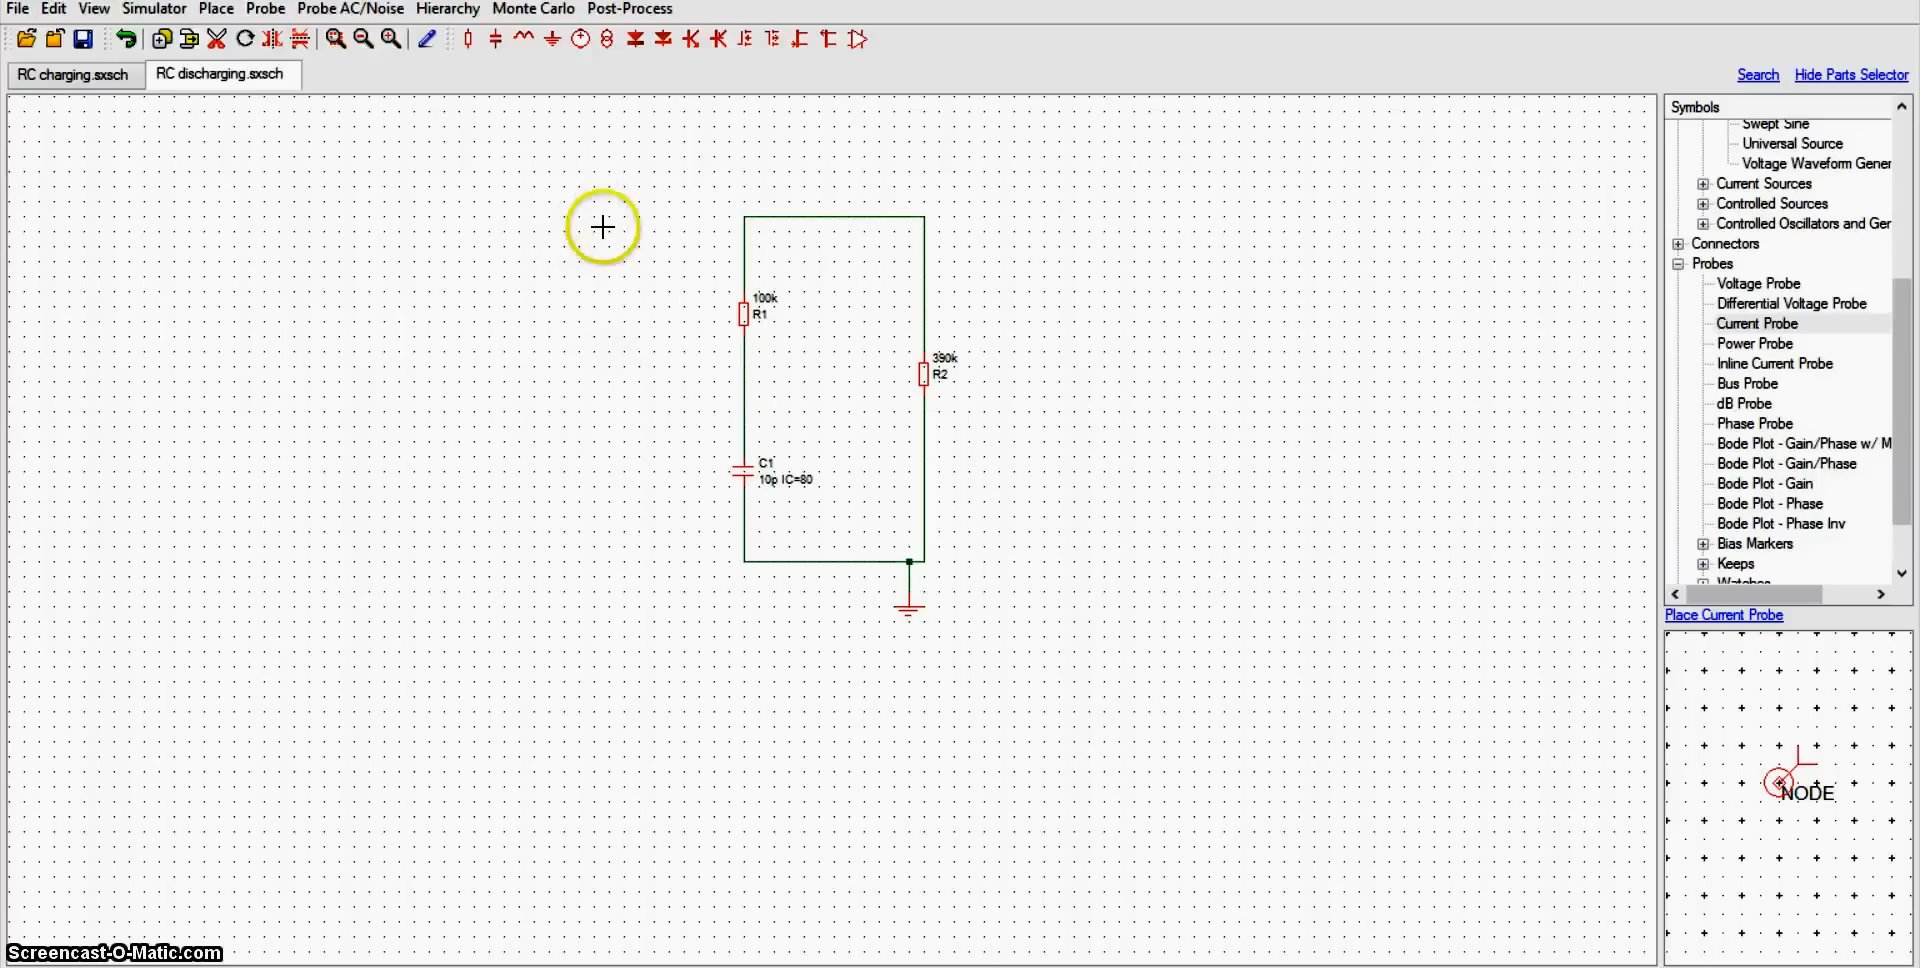 File Edit View Simulator Place Probe Probe AC/Noise Hierarchy Monte Carlo Post-Process
RC charging.sxsch RC discharging.sxsch
Search Hide Parts Selector
Symbols
Swept Sine
Universal Source
Voltage Waveform Gener
Current Sources
Controlled Sources
Controlled Oscillators and Ger
Connectors
Probes
Voltage Probe
Differential Voltage Probe
Current Probe
Power Probe
Inline Current Probe
Bus Probe
dB Probe
Phase Probe
Bode Plot - Gain/Phase w/ M
Bode Plot - Gain/Phase
Bode Plot - Gain
Bode Plot - Phase
Bode Plot - Phase Inv
Bias Markers
Keeps
Watches
Place Current Probe
NODE
100k
R1
390k
R2
C1
10p IC=80
Screencast-O-Matic.com